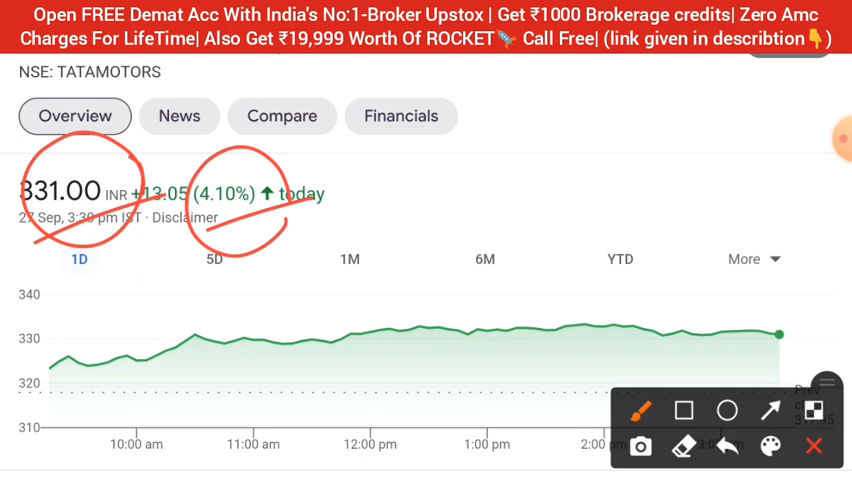 Open FREE Demat Acc With India's No:1-Broker Upstox | Get ₹1000 Brokerage credits| Zero Amc
Charges For LifeTime| Also Get ₹19,999 Worth Of ROCKET🚀 Call Free| (link given in describtion👇)
NSE: TATAMOTORS
Overview News Compare Financials
331.00 INR +13.05 (4.10%) ↑ today
27 Sep, 3:30 pm IST · Disclaimer
1D 5D 1M 6M YTD More
340
330
320
Prev
310
10:00 am 11:00 am 12:00 pm 1:00 pm 2:00 pm